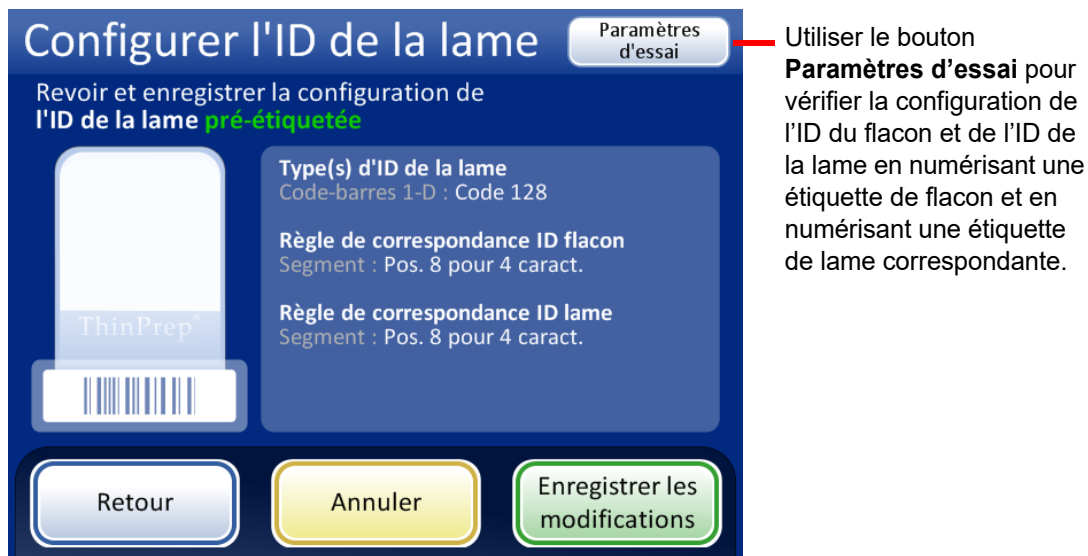 Configurer l'ID de la lame
Paramètres
d'essai
Revoir et enregistrer la configuration de
l'ID de la lame pré-étiquetée
Type(s) d'ID de la lame
Code-barres 1-D : Code 128
Règle de correspondance ID flacon
Segment : Pos. 8 pour 4 caract.
Règle de correspondance ID lame
Segment : Pos. 8 pour 4 caract.
ThinPrep®
Retour
Annuler
Enregistrer les
modifications
Utiliser le bouton
Paramètres d’essai pour
vérifier la configuration de
l’ID du flacon et de l’ID de
la lame en numérisant une
étiquette de flacon et en
numérisant une étiquette
de lame correspondante.